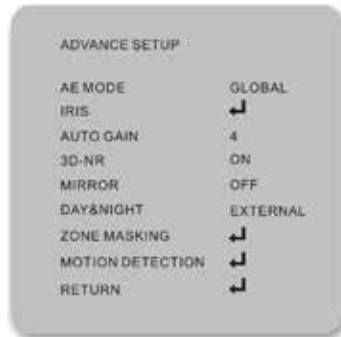 ADVANCE SETUP
AE MODE GLOBAL
IRIS ↵
AUTO GAIN 4
3D-NR ON
MIRROR OFF
DAY&NIGHT EXTERNAL
ZONE MASKING ↵
MOTION DETECTION ↵
RETURN ↵